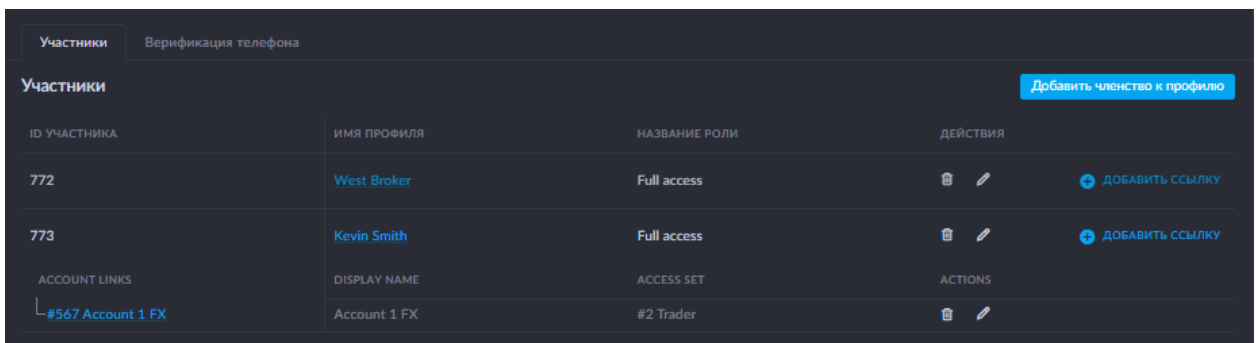 Участники Верификация телефона
Участники Добавить членство к профилю
ID УЧАСТНИКА ИМЯ ПРОФИЛЯ НАЗВАНИЕ РОЛИ ДЕЙСТВИЯ
772 West Broker Full access ДОБАВИТЬ ССЫЛКУ
773 Kevin Smith Full access ДОБАВИТЬ ССЫЛКУ
ACCOUNT LINKS DISPLAY NAME ACCESS SET ACTIONS
#567 Account 1 FX Account 1 FX #2 Trader